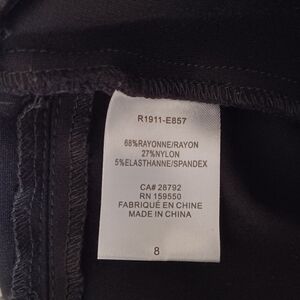 R1911-E857
68%RAYONNE/RAYON
27%NYLON
5%ELASTHANNE/SPANDEX
CA# 28792
RN 159550
FABRIQUÉ EN CHINE
MADE IN CHINA
8